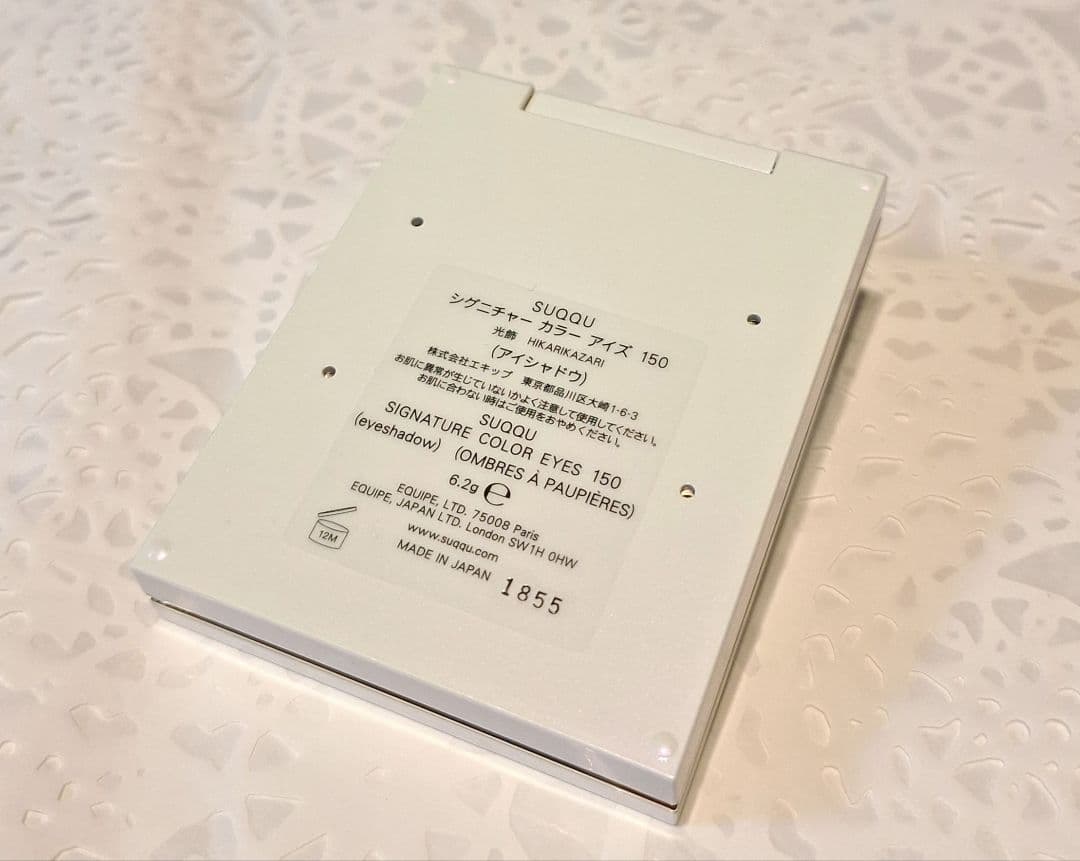 SUQQU
シグニチャー カラー アイズ 150
光飾 HIKARIKAZARI
(アイシャドウ)
株式会社エキップ 東京都品川区大崎1-6-3
お肌に異常が生じていないかよく注意して使用してください。
お肌に合わない時はご使用をおやめください。
SUQQU
SIGNATURE COLOR EYES 150
(eyeshadow) (OMBRES À PAUPIÈRES)
6.2g ℮
EQUIPE, LTD. 75008 Paris
EQUIPE, JAPAN LTD. London SW1H 0HW
www.suqqu.com
12M
MADE IN JAPAN 1855